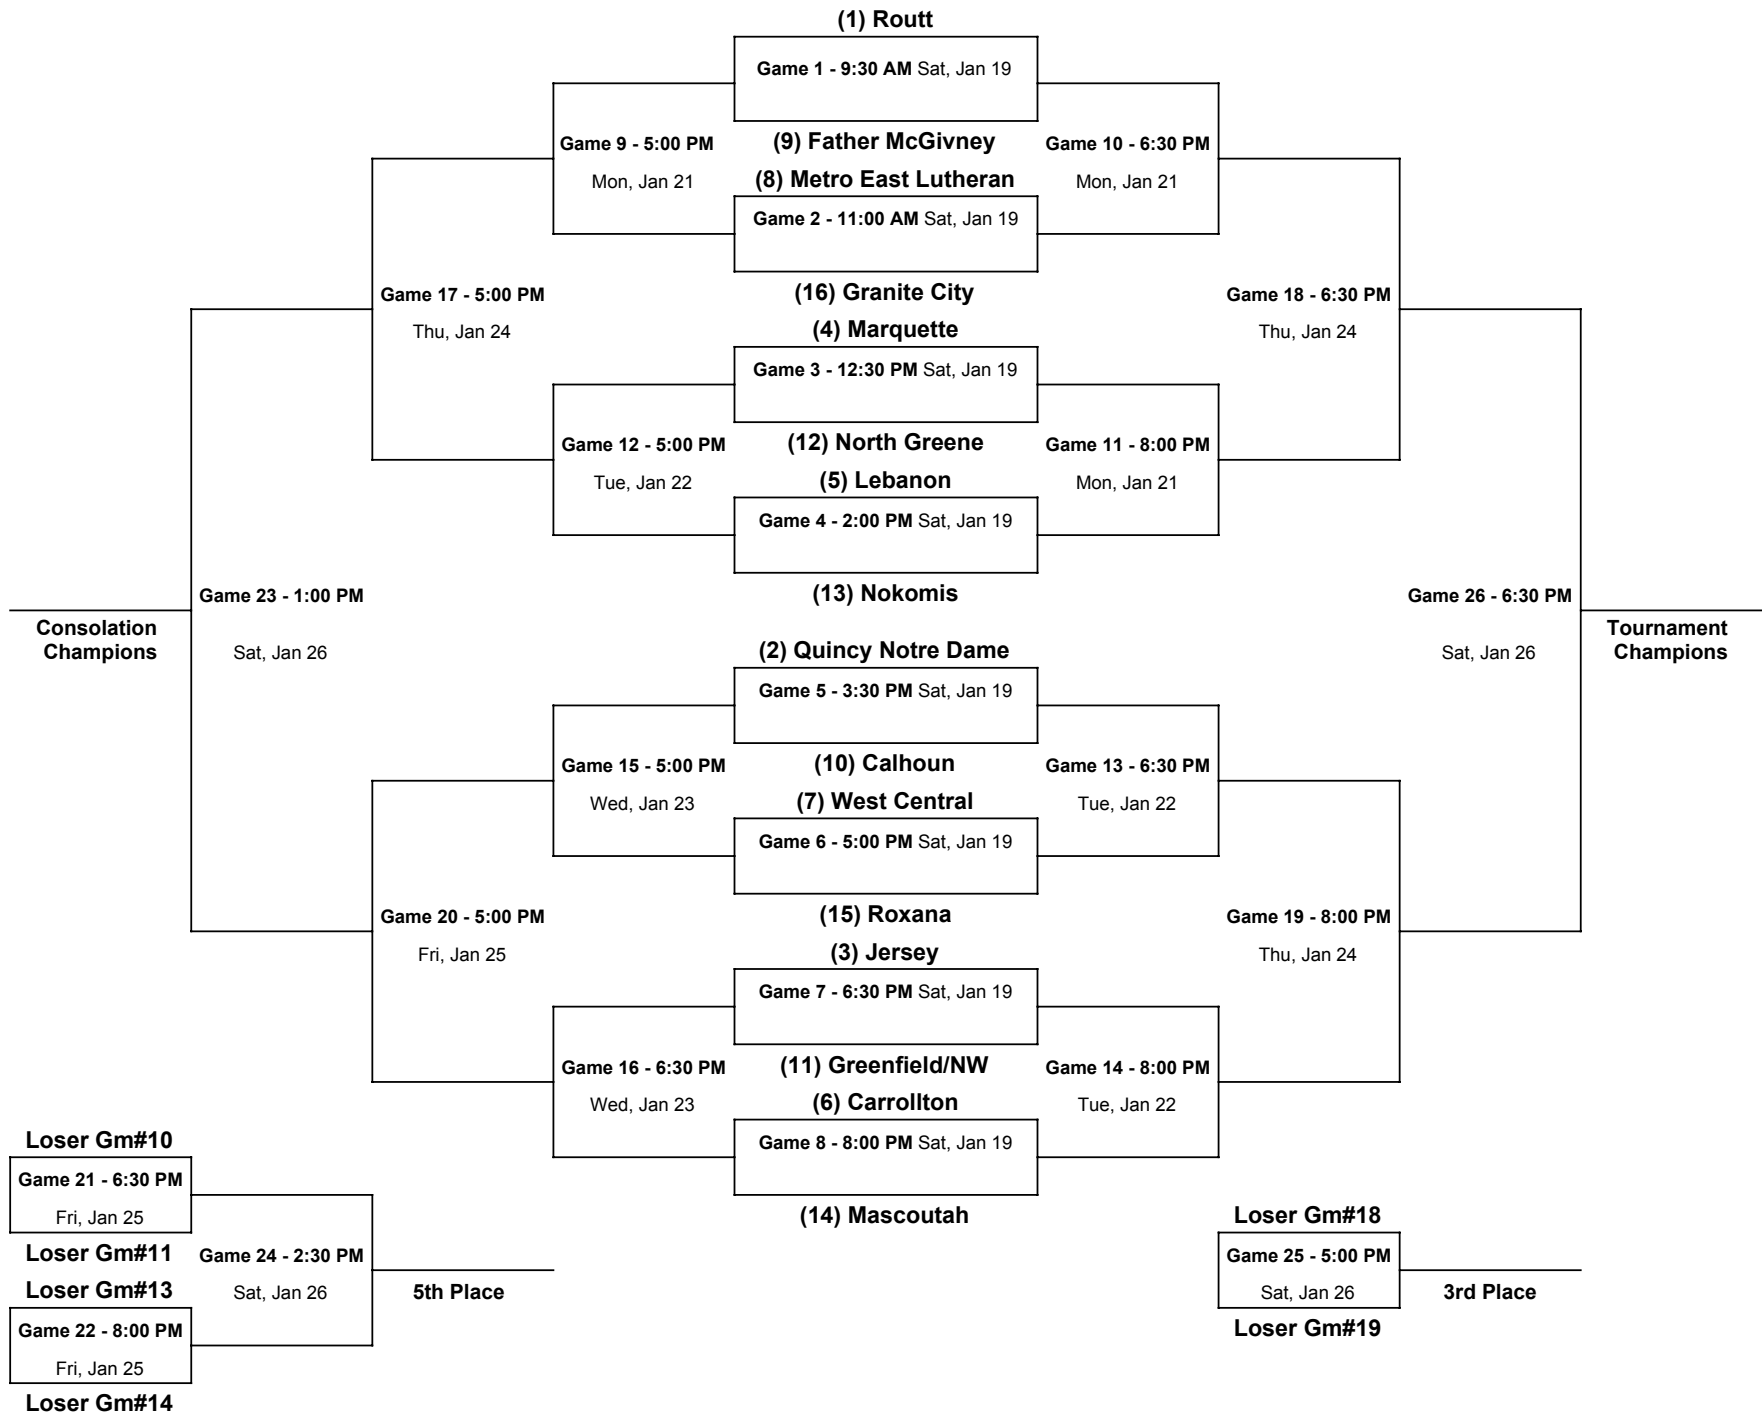 (1) Routt
Game 1 - 9:30 AM Sat, Jan 19
Game 9 - 5:00 PM
(9) Father McGivney
Game 10 - 6:30 PM
Mon, Jan 21
(8) Metro East Lutheran
Mon, Jan 21
Game 2 - 11:00 AM Sat, Jan 19
Game 17 - 5:00 PM
(16) Granite City
Game 18 - 6:30 PM
Thu, Jan 24
(4) Marquette
Thu, Jan 24
Game 3 - 12:30 PM Sat, Jan 19
Game 12 - 5:00 PM
(12) North Greene
Game 11 - 8:00 PM
Tue, Jan 22
(5) Lebanon
Mon, Jan 21
Game 4 - 2:00 PM Sat, Jan 19
Game 23 - 1:00 PM
(13) Nokomis
Game 26 - 6:30 PM
Consolation
Champions
Sat, Jan 26
(2) Quincy Notre Dame
Sat, Jan 26
Tournament
Champions
Game 5 - 3:30 PM Sat, Jan 19
Game 15 - 5:00 PM
(10) Calhoun
Game 13 - 6:30 PM
Wed, Jan 23
(7) West Central
Tue, Jan 22
Game 6 - 5:00 PM Sat, Jan 19
Game 20 - 5:00 PM
(15) Roxana
Game 19 - 8:00 PM
Fri, Jan 25
(3) Jersey
Thu, Jan 24
Game 7 - 6:30 PM Sat, Jan 19
Game 16 - 6:30 PM
(11) Greenfield/NW
Game 14 - 8:00 PM
Wed, Jan 23
(6) Carrollton
Tue, Jan 22
Loser Gm#10
Game 8 - 8:00 PM Sat, Jan 19
Game 21 - 6:30 PM
Fri, Jan 25
(14) Mascoutah
Loser Gm#18
Loser Gm#11
Game 24 - 2:30 PM
Game 25 - 5:00 PM
Loser Gm#13
Sat, Jan 26
5th Place
Sat, Jan 26
3rd Place
Game 22 - 8:00 PM
Loser Gm#19
Fri, Jan 25
Loser Gm#14